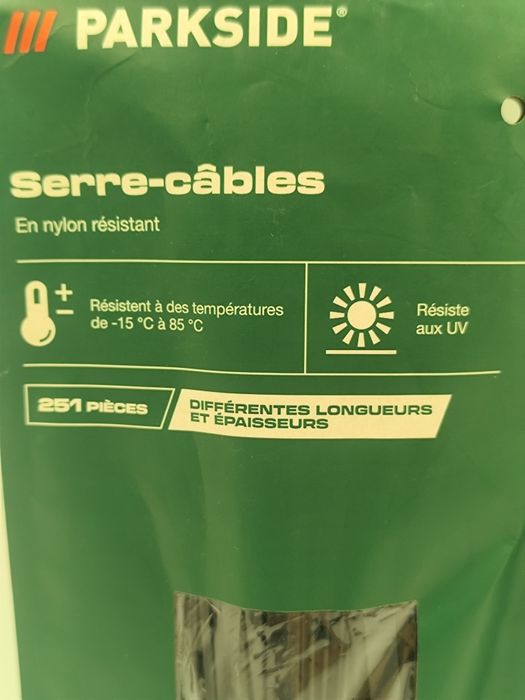 PARKSIDE®
Serre-câbles
En nylon résistant
Résistent à des températures
de -15 °C à 85 °C
Résiste
aux UV
251 PIÈCES
DIFFÉRENTES LONGUEURS
ET ÉPAISSEURS